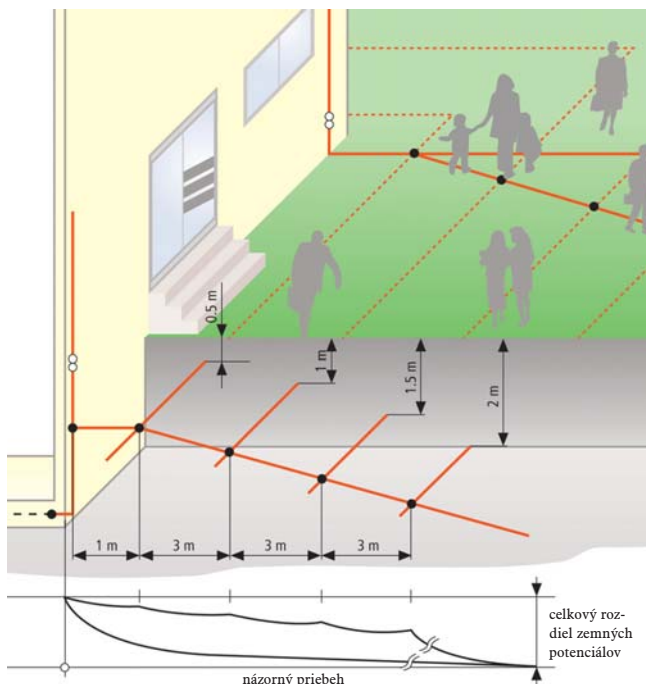 0.5 m
1 m
1.5 m
2 m
1 m
3 m
3 m
3 m
celkový roz-
diel zemných
potenciálov
názorný priebeh